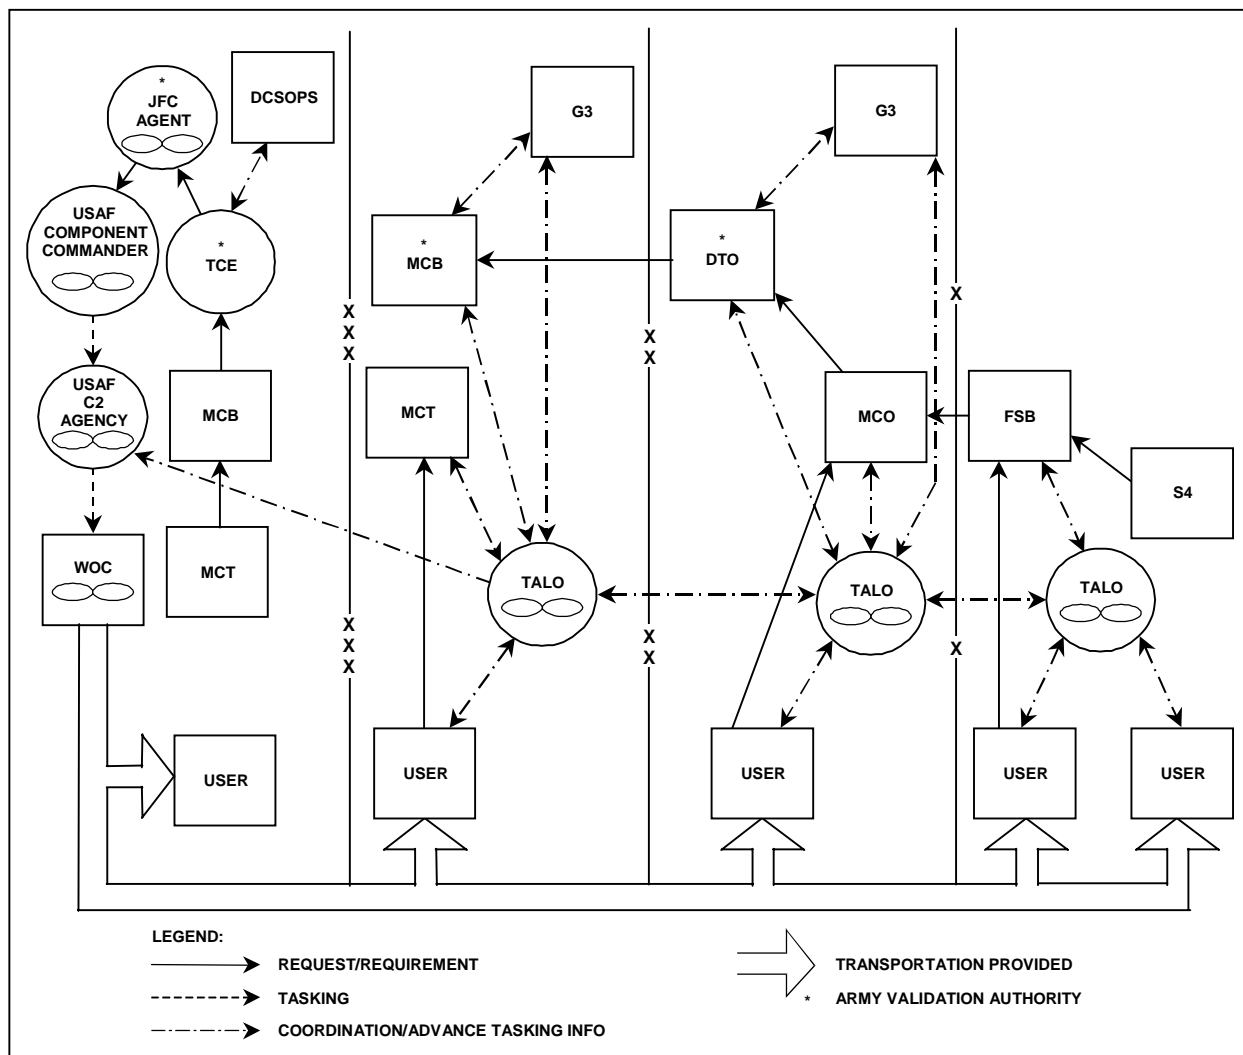 *
JFC
AGENT
DCSOPS
G3
G3
USAF
COMPONENT
COMMANDER
*
TCE
*
MCB
*
DTO
X
X
X
X
X
X
USAF
C2
AGENCY
MCB
MCT
MCO
FSB
S4
WOC
MCT
TALO
TALO
TALO
X
X
X
X
X
X
USER
USER
USER
USER
USER
LEGEND:
REQUEST/REQUIREMENT
TASKING
COORDINATION/ADVANCE TASKING INFO
TRANSPORTATION PROVIDED
* ARMY VALIDATION AUTHORITY